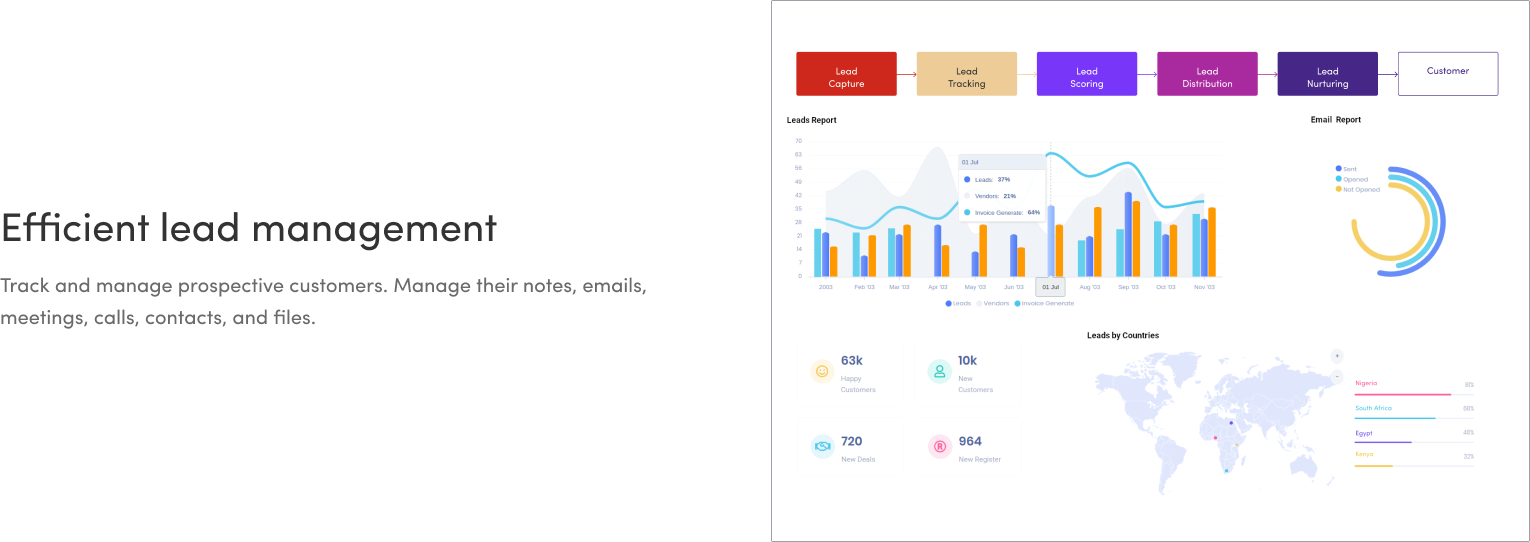 Efficient lead management
Track and manage prospective customers. Manage their notes, emails,
meetings, calls, contacts, and files.
Lead
Capture
Lead
Tracking
Lead
Scoring
Lead
Distribution
Lead
Nurturing
Customer
Leads Report
70
63
56
49
42
35
28
21
14
7
0
01 Jul
Leads: 37%
Vendors: 21%
Invoice Generate: 64%
2003 Feb '03 Mar '03 Apr '03 May '03 Jun '03 01 Jul Aug '03 Sep '03 Oct '03 Nov '03
Leads Vendors Invoice Generate
Email Report
Sent
Opened
Not Opened
63k
Happy
Customers
10k
New
Customers
720
New Deals
964
New Register
Leads by Countries
+
−
Nigeria 81%
South Africa
Egypt
Kenya 32%